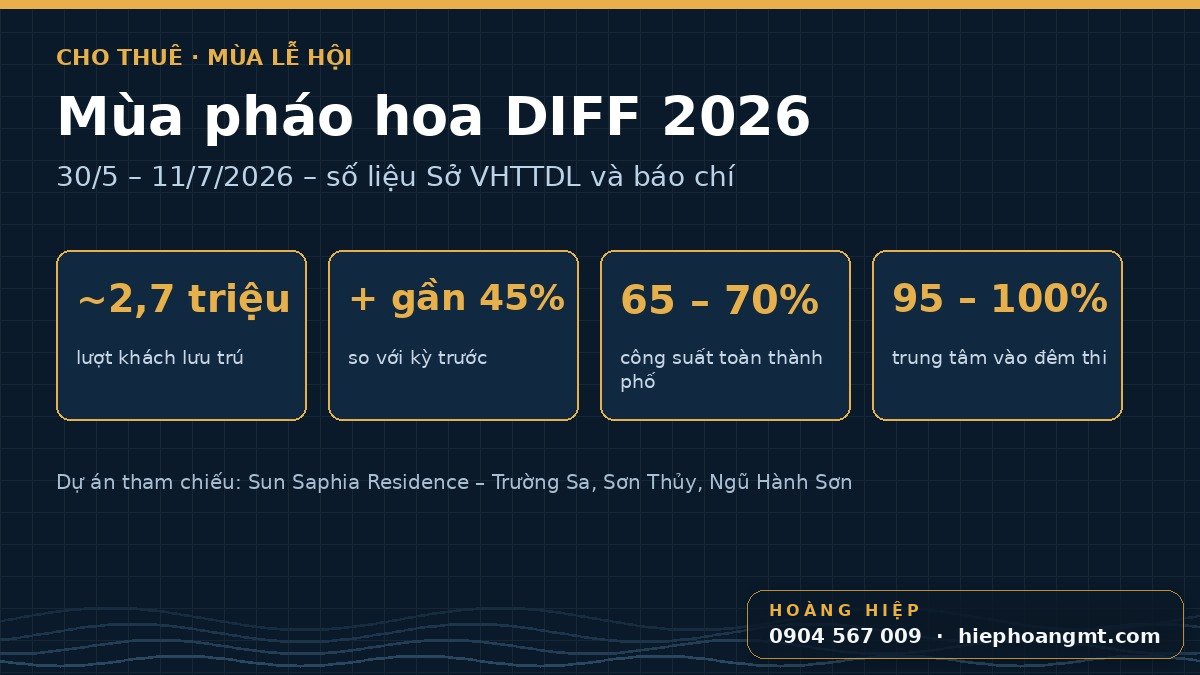 CHO THUÊ · MÙA LỄ HỘI
Mùa pháo hoa DIFF 2026
30/5 – 11/7/2026 – số liệu Sở VHTTDL và báo chí
~2,7 triệu
lượt khách lưu trú
+ gần 45%
so với kỳ trước
65 – 70%
công suất toàn thành
phố
95 – 100%
trung tâm vào đêm thi
Dự án tham chiếu: Sun Saphia Residence – Trường Sa, Sơn Thủy, Ngũ Hành Sơn
HOÀNG HIỆP
0904 567 009 · hiephoangmt.com